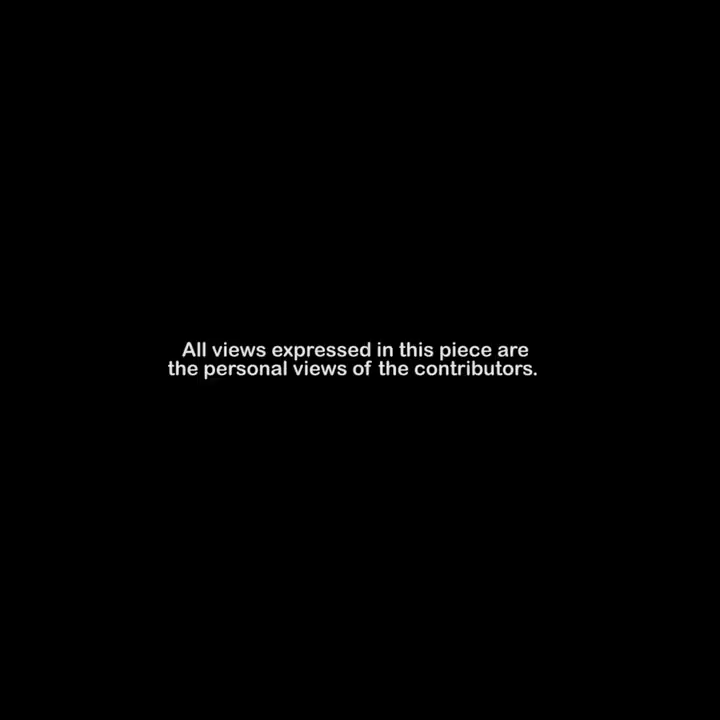 All views expressed in this piece are
the personal views of the contributors.